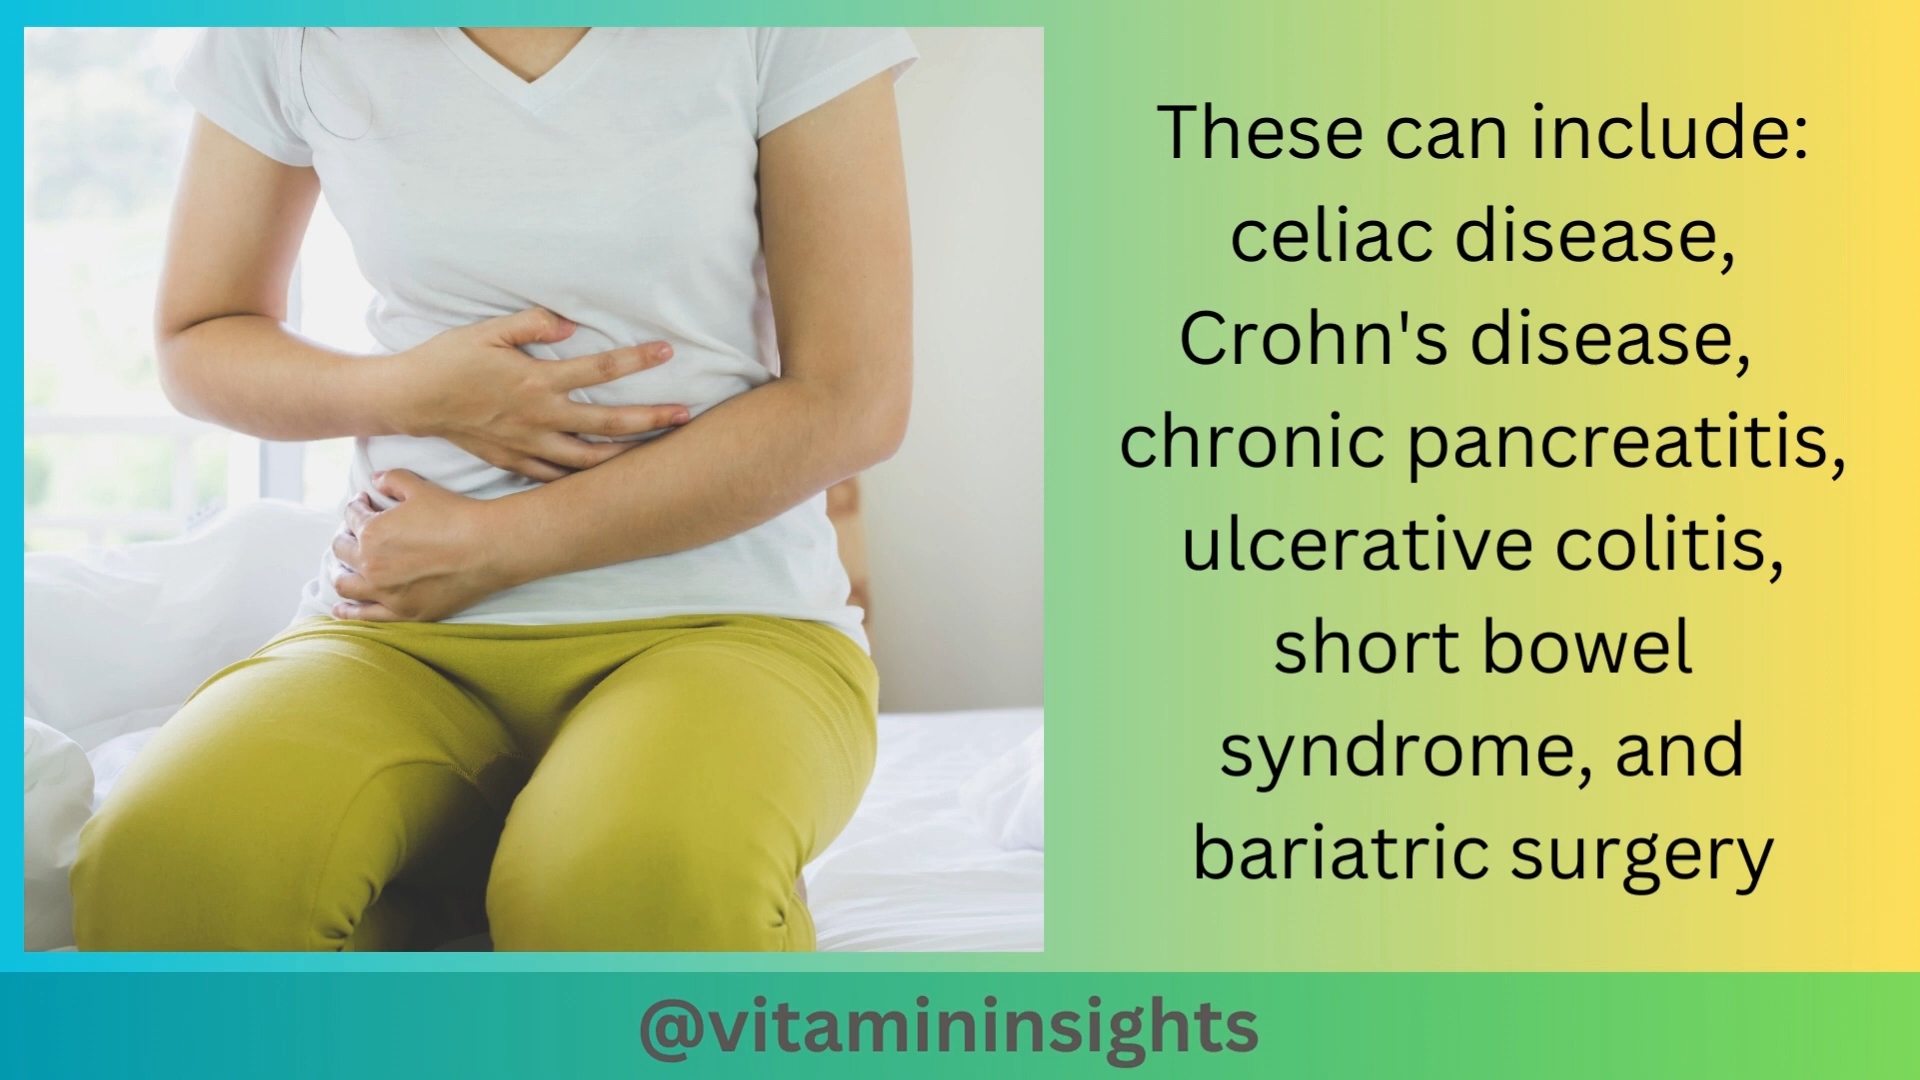 These can include:
celiac disease,
Crohn's disease,
chronic pancreatitis,
ulcerative colitis,
short bowel
syndrome, and
bariatric surgery
@vitamininsights